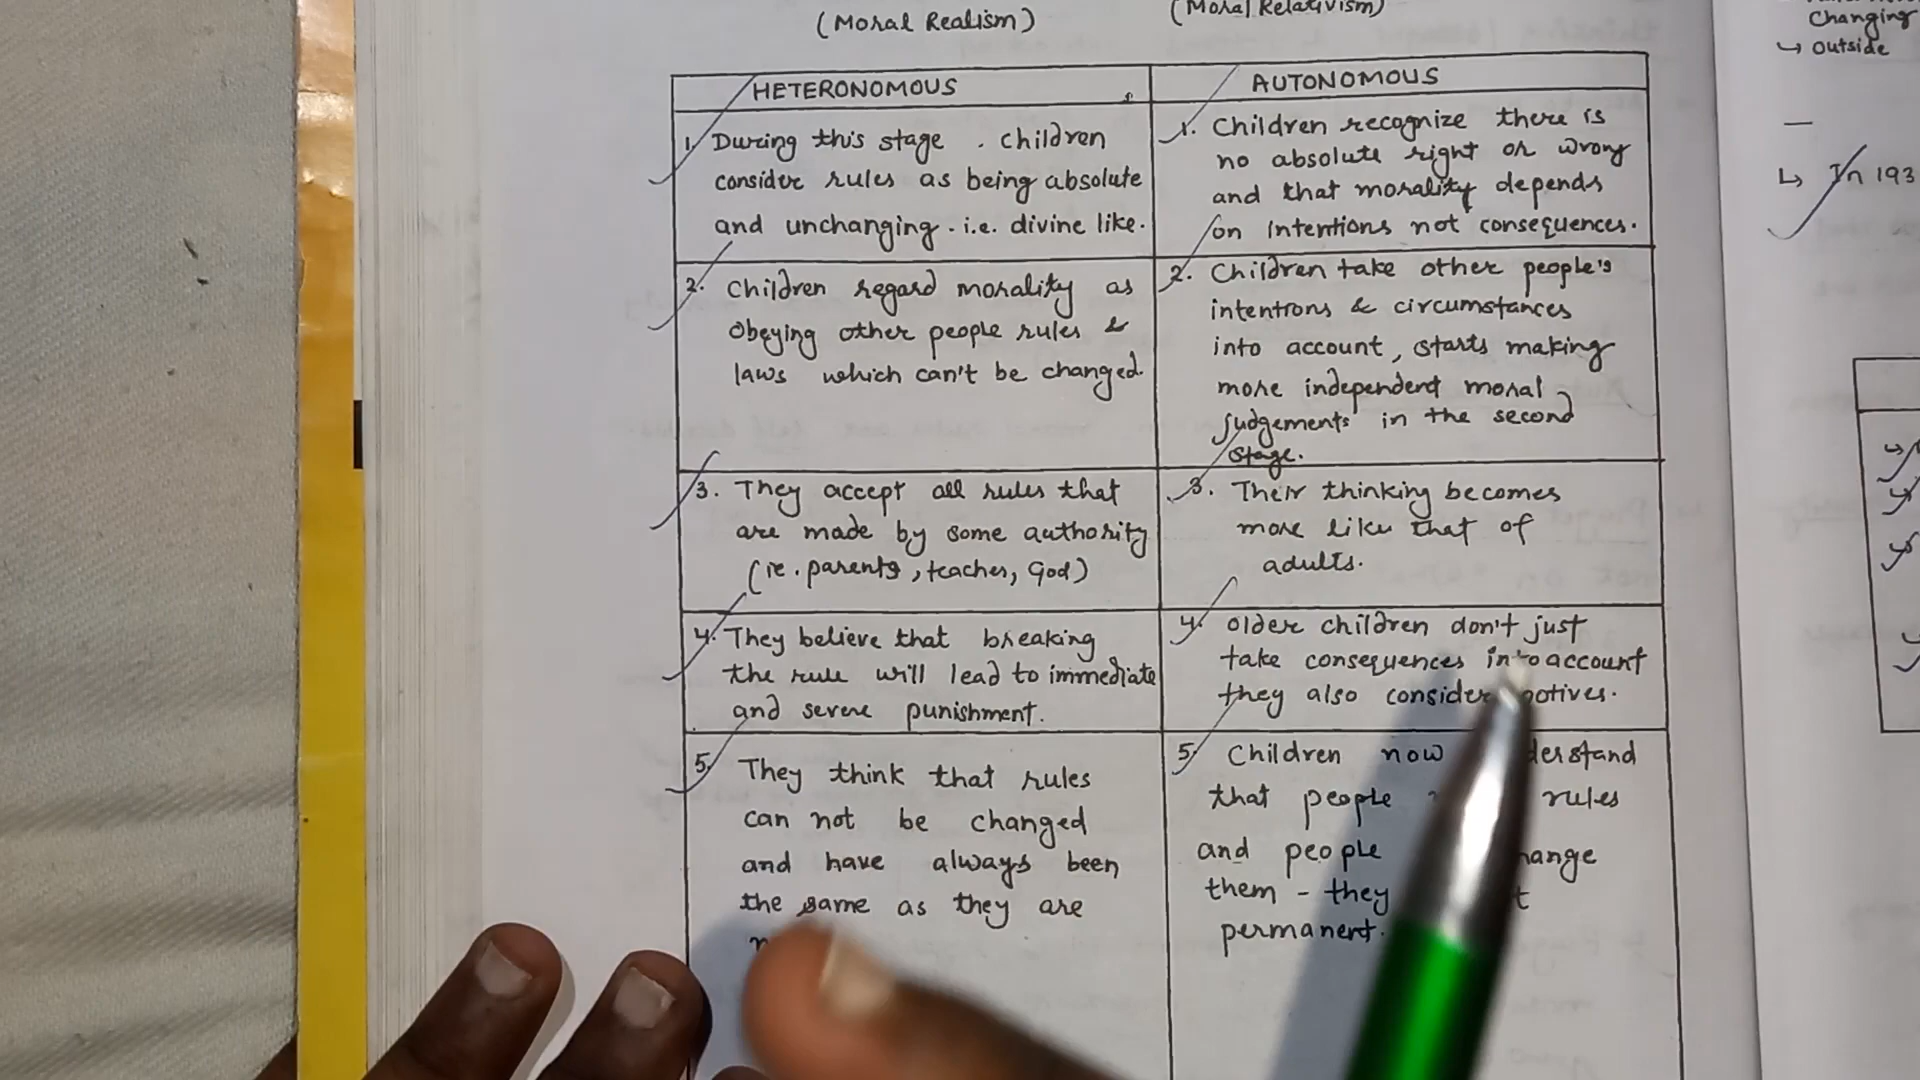 (Moral Realism)
(Moral Relativism)
HETERONOMOUS
1. During this stage . children
consider rules as being absolute
and unchanging . i.e. divine like.
2. Children regard morality as
obeying other people rules &
laws which can't be changed.
3. They accept all rules that
are made by some authority
(ie. parents, teacher, God)
4. They believe that breaking
the rule will lead to immediate
and severe punishment.
5. They think that rules
can not be changed
and have always been
the same as they are
AUTONOMOUS
1. Children recognize there is
no absolute right or wrong
and that morality depends
on intentions not consequences.
2. Children take other people's
intentions & circumstances
into account, starts making
more independent moral
judgements in the second
stage.
3. Their thinking becomes
more like that of
adults.
4. Older children don't just
take consequences into account
they also consider
5. Children now
that people rules
and people
them - they
permanent.
Changing
↳ Outside
↳ In 193